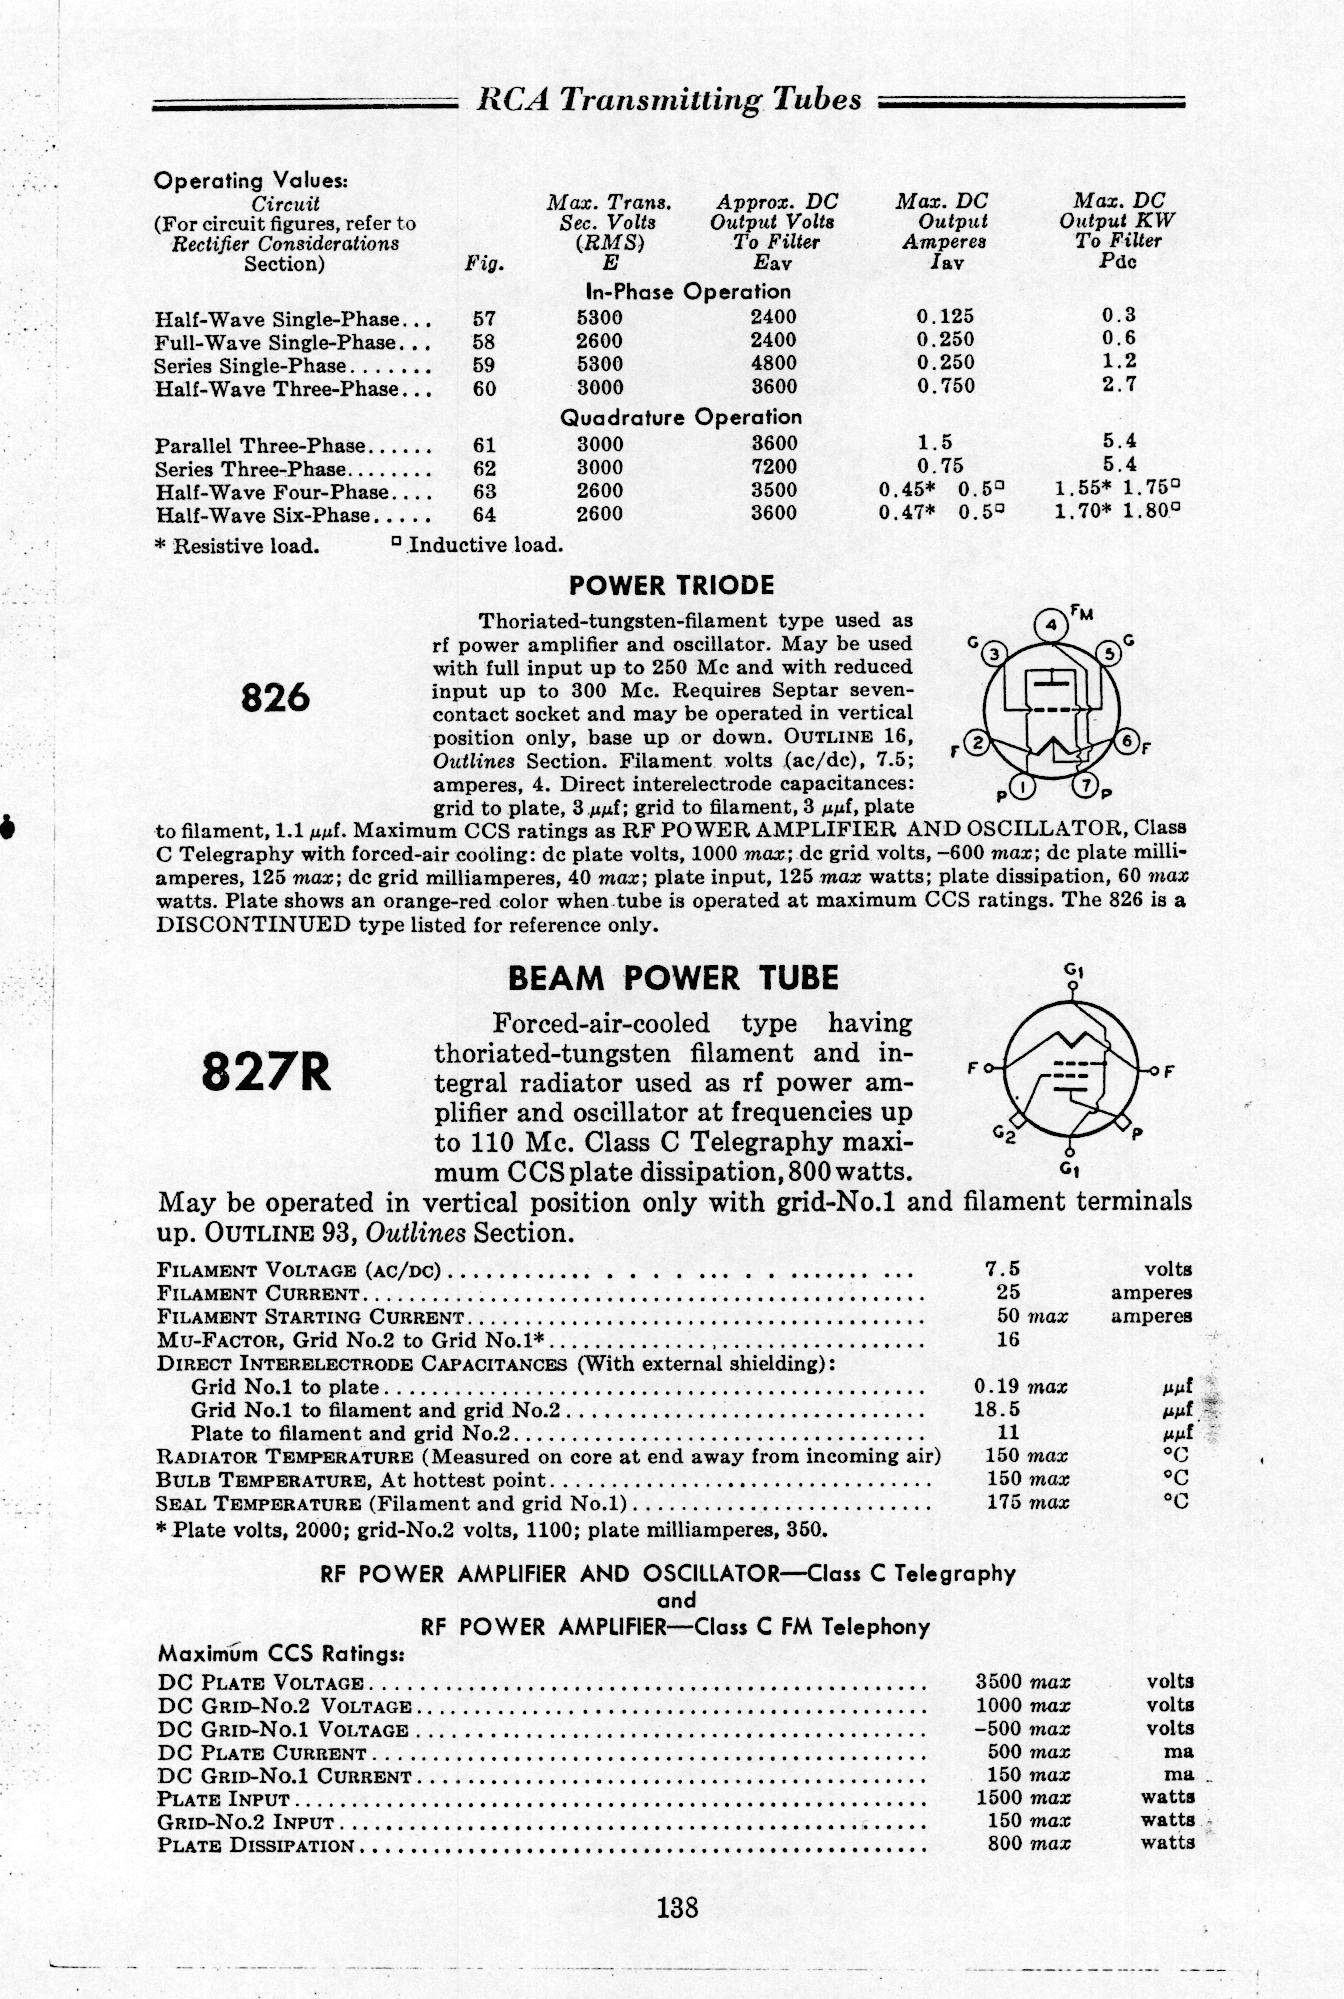 RCA Transmitting Tubes
Operating Values:
Circuit Max. Trans. Approx. DC Max. DC Max. DC
(For circuit figures, refer to Sec. Volts Output Volts Output Output KW
Rectifier Considerations (RMS) To Filter Amperes To Filter
Section) Fig. E Eav Iav Pdc
In-Phase Operation
Half-Wave Single-Phase... 57 5300 2400 0.125 0.3
Full-Wave Single-Phase... 58 2600 2400 0.250 0.6
Series Single-Phase....... 59 5300 4800 0.250 1.2
Half-Wave Three-Phase... 60 3000 3600 0.750 2.7
Quadrature Operation
Parallel Three-Phase...... 61 3000 3600 1.5 5.4
Series Three-Phase........ 62 3000 7200 0.75 5.4
Half-Wave Four-Phase.... 63 2600 3500 0.45* 0.5□ 1.55* 1.75□
Half-Wave Six-Phase..... 64 2600 3600 0.47* 0.5□ 1.70* 1.80□
* Resistive load. □ Inductive load.
POWER TRIODE
826
Thoriated-tungsten-filament type used as
rf power amplifier and oscillator. May be used
with full input up to 250 Mc and with reduced
input up to 300 Mc. Requires Septar seven-
contact socket and may be operated in vertical
position only, base up or down. OUTLINE 16,
Outlines Section. Filament volts (ac/dc), 7.5;
amperes, 4. Direct interelectrode capacitances:
grid to plate, 3 μμf; grid to filament, 3 μμf, plate
to filament, 1.1 μμf. Maximum CCS ratings as RF POWER AMPLIFIER AND OSCILLATOR, Class
C Telegraphy with forced-air cooling: dc plate volts, 1000 max; dc grid volts, –600 max; dc plate milli-
amperes, 125 max; dc grid milliamperes, 40 max; plate input, 125 max watts; plate dissipation, 60 max
watts. Plate shows an orange-red color when tube is operated at maximum CCS ratings. The 826 is a
DISCONTINUED type listed for reference only.
4 FM
G 3 5 G
F 2 6 F
P 1 7 P
BEAM POWER TUBE
827R
Forced-air-cooled type having
thoriated-tungsten filament and in-
tegral radiator used as rf power am-
plifier and oscillator at frequencies up
to 110 Mc. Class C Telegraphy maxi-
mum CCS plate dissipation, 800 watts.
May be operated in vertical position only with grid-No.1 and filament terminals
up. OUTLINE 93, Outlines Section.
G1
F F
G2 P
G1
FILAMENT VOLTAGE (AC/DC)........ 7.5 volts
FILAMENT CURRENT........ 25 amperes
FILAMENT STARTING CURRENT........ 50 max amperes
MU-FACTOR, Grid No.2 to Grid No.1*........ 16
DIRECT INTERELECTRODE CAPACITANCES (With external shielding):
Grid No.1 to plate........ 0.19 max μμf
Grid No.1 to filament and grid No.2........ 18.5 μμf
Plate to filament and grid No.2........ 11 μμf
RADIATOR TEMPERATURE (Measured on core at end away from incoming air) 150 max °C
BULB TEMPERATURE, At hottest point........ 150 max °C
SEAL TEMPERATURE (Filament and grid No.1)........ 175 max °C
* Plate volts, 2000; grid-No.2 volts, 1100; plate milliamperes, 350.
RF POWER AMPLIFIER AND OSCILLATOR—Class C Telegraphy
and
RF POWER AMPLIFIER—Class C FM Telephony
Maximum CCS Ratings:
DC PLATE VOLTAGE........ 3500 max volts
DC GRID-NO.2 VOLTAGE........ 1000 max volts
DC GRID-NO.1 VOLTAGE........ –500 max volts
DC PLATE CURRENT........ 500 max ma
DC GRID-NO.1 CURRENT........ 150 max ma
PLATE INPUT........ 1500 max watts
GRID-NO.2 INPUT........ 150 max watts
PLATE DISSIPATION........ 800 max watts
138